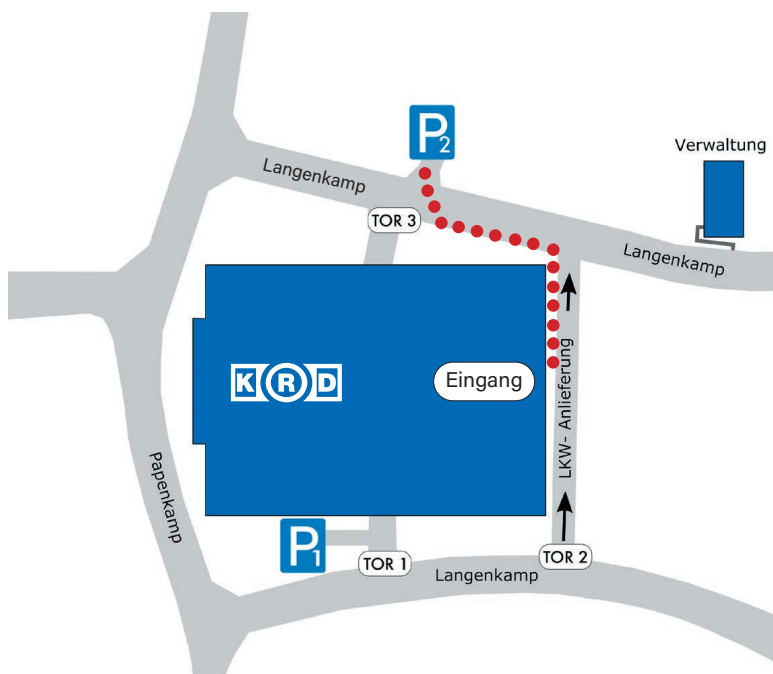 P2
Verwaltung
Langenkamp
TOR 3
Langenkamp
KRD
Eingang
LKW- Anlieferung
Papenkamp
P1
TOR 1
TOR 2
Langenkamp